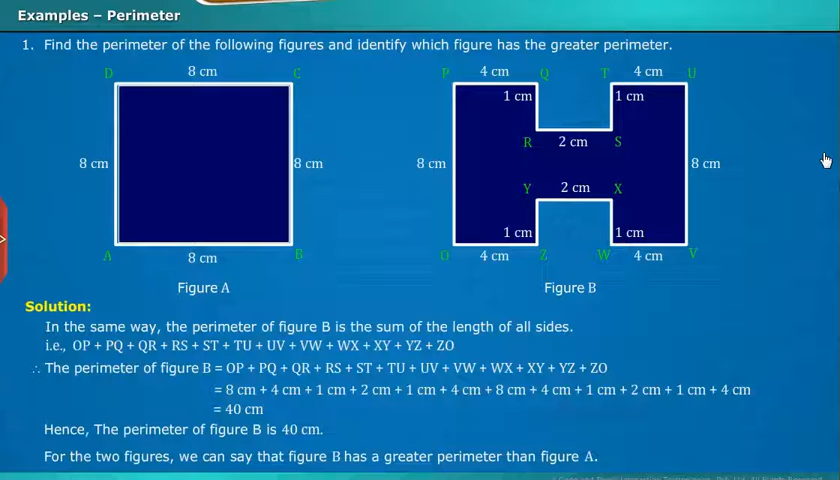 Examples – Perimeter
1. Find the perimeter of the following figures and identify which figure has the greater perimeter.
D 8 cm C
8 cm 8 cm
A 8 cm B
Figure A
P 4 cm Q T 4 cm U
1 cm 1 cm
R 2 cm S
8 cm 8 cm
Y 2 cm X
1 cm 1 cm
O 4 cm Z W 4 cm V
Figure B
Solution:
In the same way, the perimeter of figure B is the sum of the length of all sides.
i.e., OP + PQ + QR + RS + ST + TU + UV + VW + WX + XY + YZ + ZO
∴ The perimeter of figure B = OP + PQ + QR + RS + ST + TU + UV + VW + WX + XY + YZ + ZO
= 8 cm + 4 cm + 1 cm + 2 cm + 1 cm + 4 cm + 8 cm + 4 cm + 1 cm + 2 cm + 1 cm + 4 cm
= 40 cm
Hence, The perimeter of figure B is 40 cm.
For the two figures, we can say that figure B has a greater perimeter than figure A.